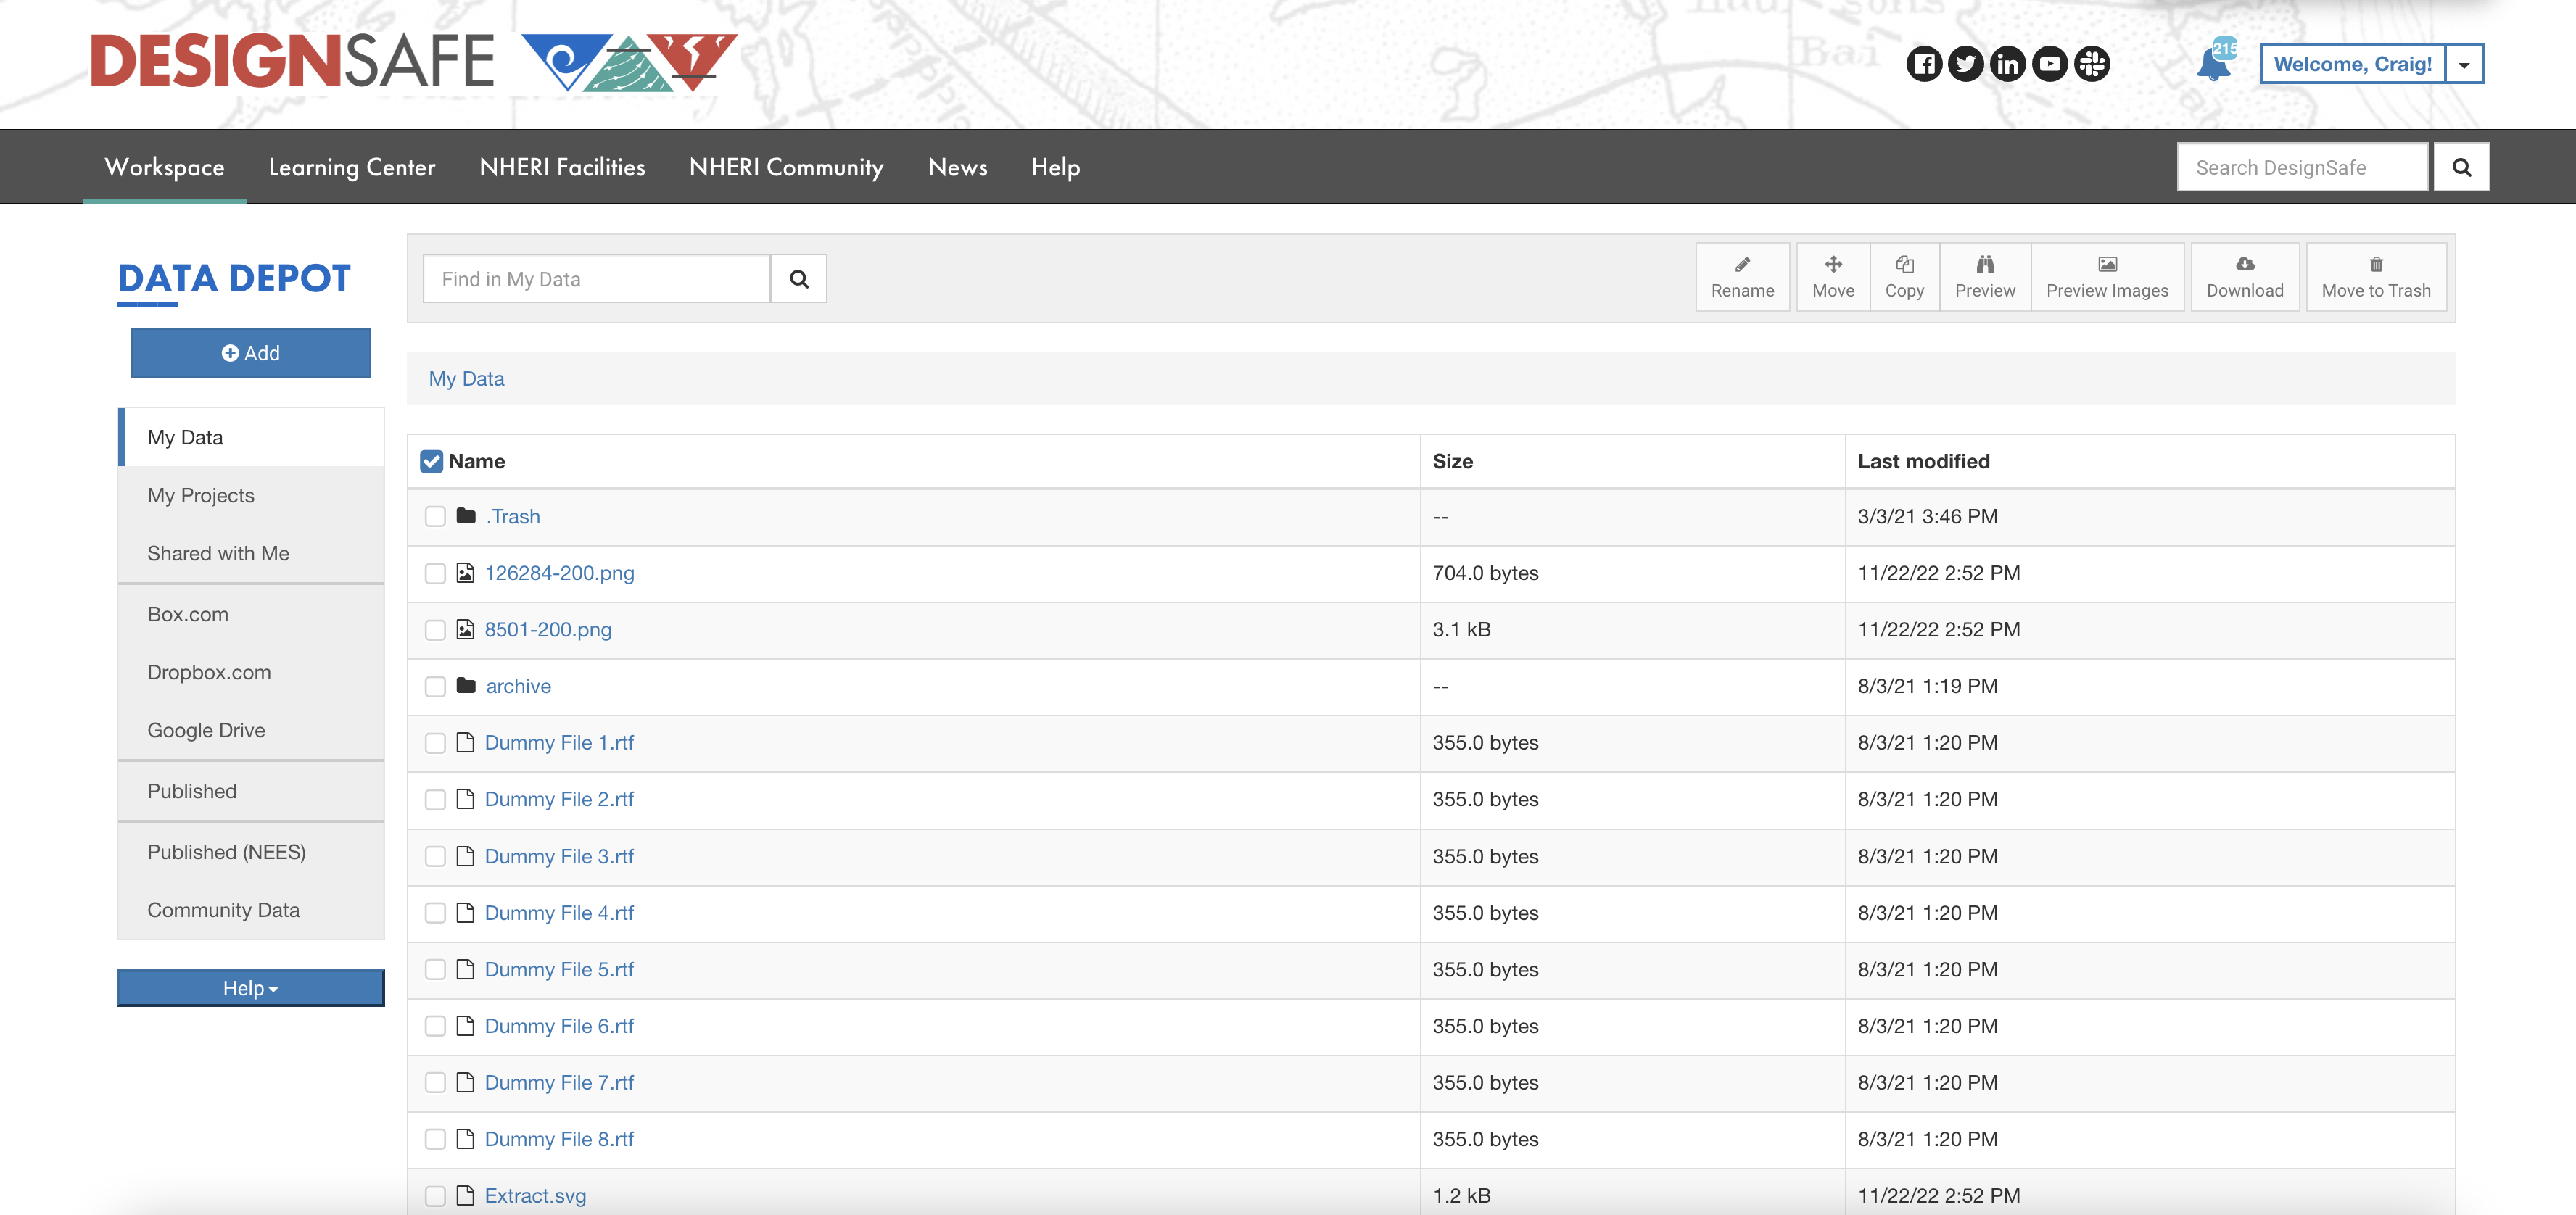 DESIGNSAFE
215
Welcome, Craig!
Workspace Learning Center NHERI Facilities NHERI Community News Help
Search DesignSafe
DATA DEPOT
Find in My Data
Rename Move Copy Preview Preview Images Download Move to Trash
Add
My Data
My Data
My Projects
Shared with Me
Box.com
Dropbox.com
Google Drive
Published
Published (NEES)
Community Data
Help
Name Size Last modified
.Trash -- 3/3/21 3:46 PM
126284-200.png 704.0 bytes 11/22/22 2:52 PM
8501-200.png 3.1 kB 11/22/22 2:52 PM
archive -- 8/3/21 1:19 PM
Dummy File 1.rtf 355.0 bytes 8/3/21 1:20 PM
Dummy File 2.rtf 355.0 bytes 8/3/21 1:20 PM
Dummy File 3.rtf 355.0 bytes 8/3/21 1:20 PM
Dummy File 4.rtf 355.0 bytes 8/3/21 1:20 PM
Dummy File 5.rtf 355.0 bytes 8/3/21 1:20 PM
Dummy File 6.rtf 355.0 bytes 8/3/21 1:20 PM
Dummy File 7.rtf 355.0 bytes 8/3/21 1:20 PM
Dummy File 8.rtf 355.0 bytes 8/3/21 1:20 PM
Extract.svg 1.2 kB 11/22/22 2:52 PM